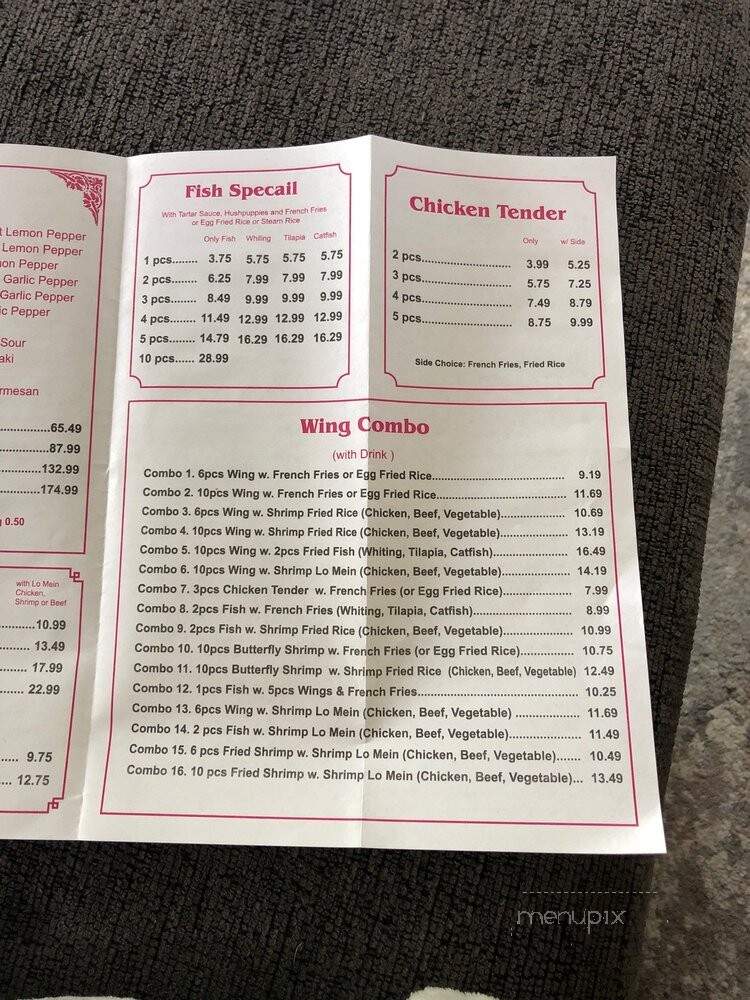 t Lemon Pepper
Lemon Pepper
non Pepper
Garlic Pepper
Garlic Pepper
ic Pepper
Sour
aki
rmesan
.....................65.49
.....................87.99
...................132.99
...................174.99
g 0.50
with Lo Mein
Chicken,
Shrimp or Beef
...............10.99
............... 13.49
............... 17.99
............... 22.99
..... 9.75
.... 12.75
Fish Specail
With Tartar Sauce, Hushpuppies and French Fries
or Egg Fried Rice or Steam Rice
Only Fish Whiling Tilapia Catfish
1 pcs........ 3.75 5.75 5.75 5.75
2 pcs........ 6.25 7.99 7.99 7.99
3 pcs........ 8.49 9.99 9.99 9.99
4 pcs........ 11.49 12.99 12.99 12.99
5 pcs........ 14.79 16.29 16.29 16.29
10 pcs...... 28.99
Chicken Tender
Only w/ Side
2 pcs.............................. 3.99 5.25
3 pcs.............................. 5.75 7.25
4 pcs.............................. 7.49 8.79
5 pcs.............................. 8.75 9.99
Side Choice: French Fries, Fried Rice
Wing Combo
(with Drink )
Combo 1. 6pcs Wing w. French Fries or Egg Fried Rice................................. 9.19
Combo 2. 10pcs Wing w. French Fries or Egg Fried Rice................................ 11.69
Combo 3. 6pcs Wing w. Shrimp Fried Rice (Chicken, Beef, Vegetable)................. 10.69
Combo 4. 10pcs Wing w. Shrimp Fried Rice (Chicken, Beef, Vegetable)................. 13.19
Combo 5. 10pcs Wing w. 2pcs Fried Fish (Whiting, Tilapia, Catfish)................... 16.49
Combo 6. 10pcs Wing w. Shrimp Lo Mein (Chicken, Beef, Vegetable)................... 14.19
Combo 7. 3pcs Chicken Tender w. French Fries (or Egg Fried Rice)................... 7.99
Combo 8. 2pcs Fish w. French Fries (Whiting, Tilapia, Catfish)......................... 8.99
Combo 9. 2pcs Fish w. Shrimp Fried Rice (Chicken, Beef, Vegetable).................. 10.99
Combo 10. 10pcs Butterfly Shrimp w. French Fries (or Egg Fried Rice)............... 10.75
Combo 11. 10pcs Butterfly Shrimp w. Shrimp Fried Rice (Chicken, Beef, Vegetable) 12.49
Combo 12. 1pcs Fish w. 5pcs Wings & French Fries....................................... 10.25
Combo 13. 6pcs Wing w. Shrimp Lo Mein (Chicken, Beef, Vegetable) ................ 11.69
Combo 14. 2 pcs Fish w. Shrimp Lo Mein (Chicken, Beef, Vegetable)................... 11.49
Combo 15. 6 pcs Fried Shrimp w. Shrimp Lo Mein (Chicken, Beef, Vegetable)....... 10.49
Combo 16. 10 pcs Fried Shrimp w. Shrimp Lo Mein (Chicken, Beef, Vegetable)... 13.49
menupix